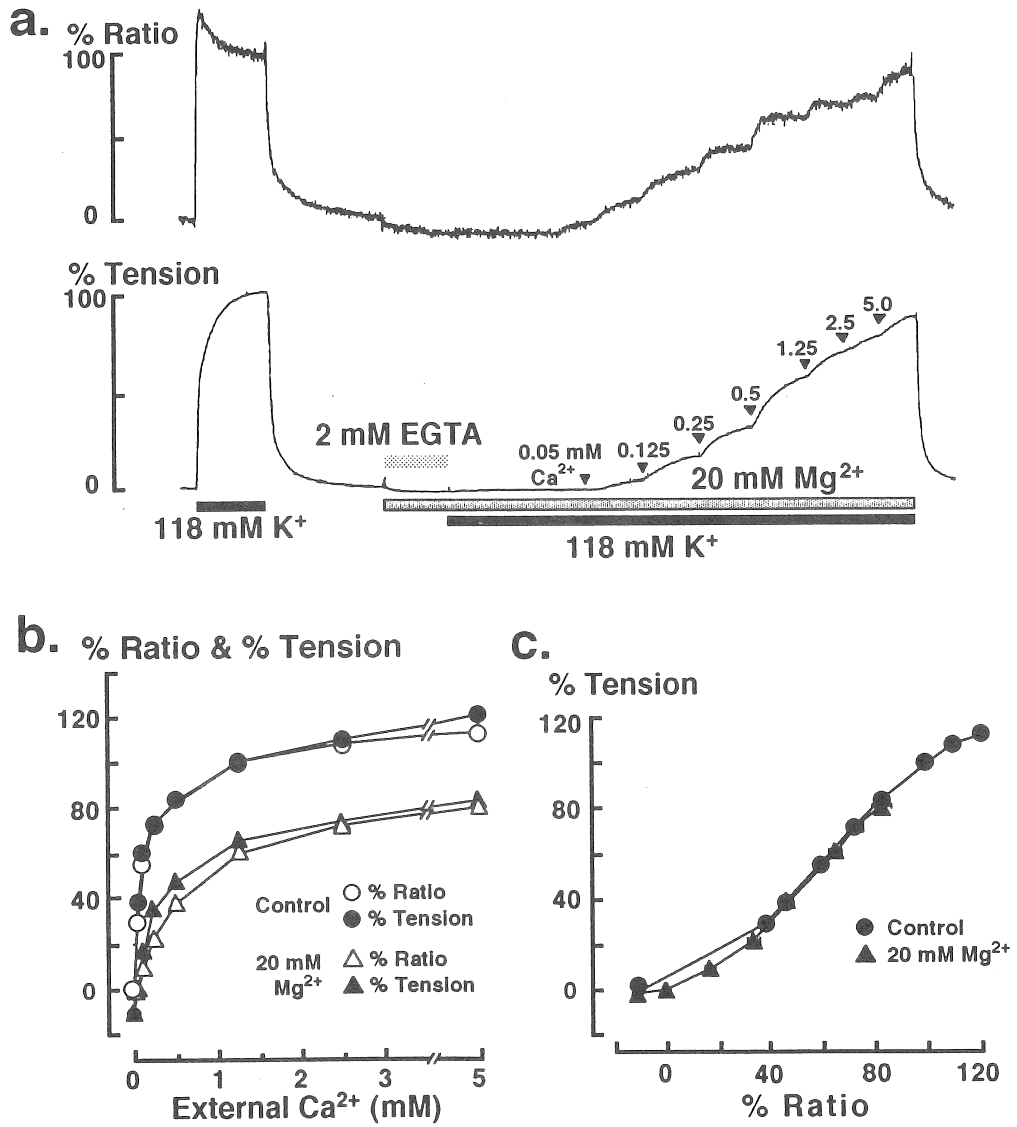 a.
% Ratio
100
0
% Tension
100
0
2 mM EGTA
0.05 mM
Ca²⁺
0.125
0.25
0.5
1.25
2.5
5.0
20 mM Mg²⁺
118 mM K⁺
118 mM K⁺
b.
% Ratio & % Tension
120
80
40
0
Control
% Ratio
% Tension
20 mM
Mg²⁺
% Ratio
% Tension
0 1 2 3 5
External Ca²⁺ (mM)
c.
% Tension
120
80
40
0
Control
20 mM Mg²⁺
0 40 80 120
% Ratio